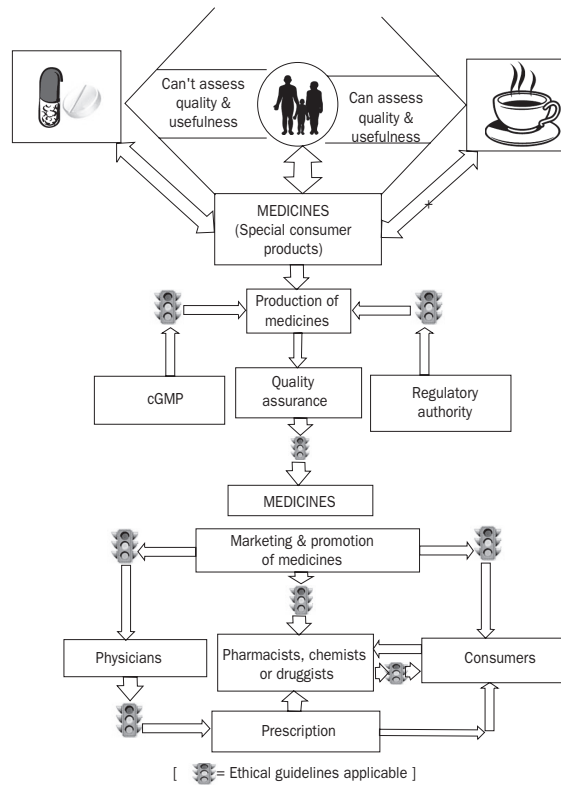 Can't assess
quality &
usefulness
Can assess
quality &
usefulness
MEDICINES
(Special consumer
products)
Production of
medicines
cGMP
Quality
assurance
Regulatory
authority
MEDICINES
Marketing & promotion
of medicines
Physicians
Pharmacists, chemists
or druggists
Consumers
Prescription
[ = Ethical guidelines applicable ]